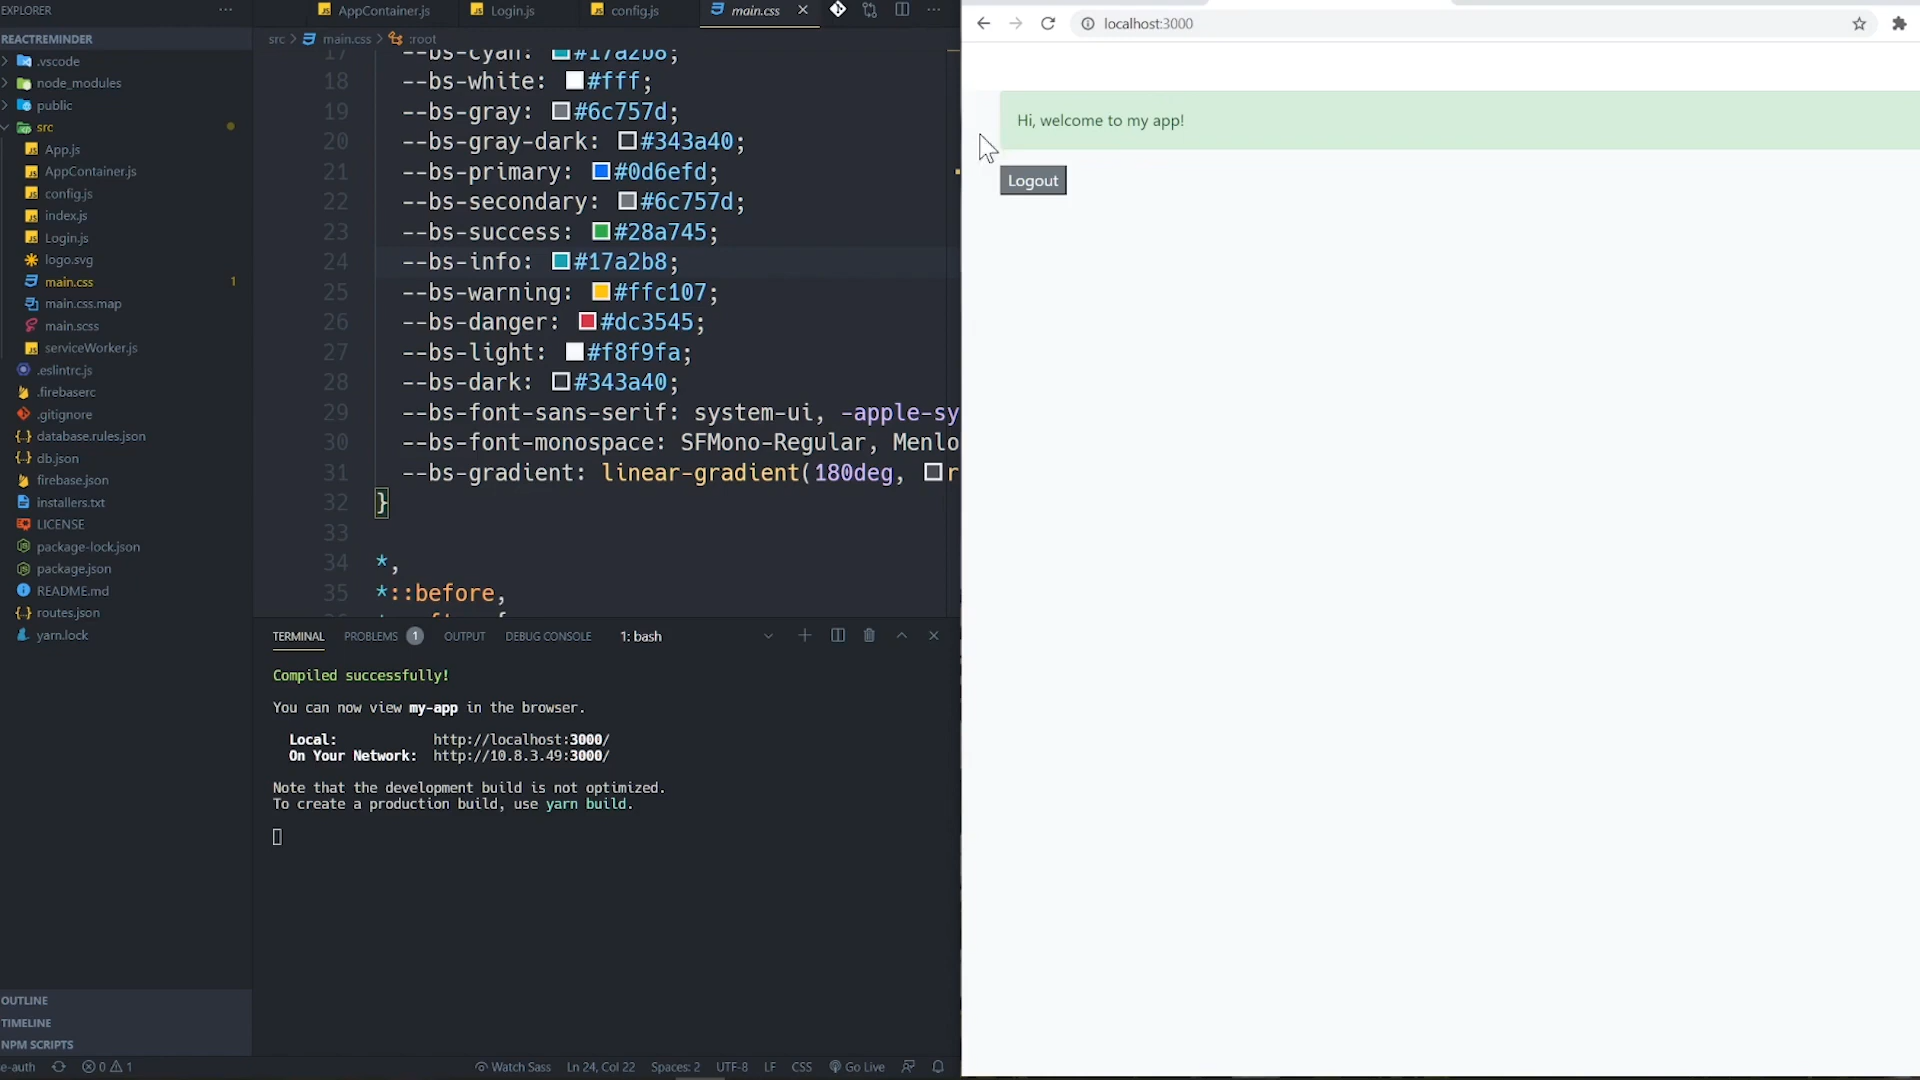 EXPLORER
REACTREMINDER
.vscode
node_modules
public
src
App.js
AppContainer.js
config.js
index.js
Login.js
logo.svg
main.css 1
main.css.map
main.scss
serviceWorker.js
.eslintrc.js
.firebaserc
.gitignore
database.rules.json
db.json
firebase.json
installers.txt
LICENSE
package-lock.json
package.json
README.md
routes.json
yarn.lock
OUTLINE
TIMELINE
NPM SCRIPTS
AppContainer.js Login.js config.js main.css
src > main.css > :root
17 --bs-cyan: #17a2b8;
18 --bs-white: #fff;
19 --bs-gray: #6c757d;
20 --bs-gray-dark: #343a40;
21 --bs-primary: #0d6efd;
22 --bs-secondary: #6c757d;
23 --bs-success: #28a745;
24 --bs-info: #17a2b8;
25 --bs-warning: #ffc107;
26 --bs-danger: #dc3545;
27 --bs-light: #f8f9fa;
28 --bs-dark: #343a40;
29 --bs-font-sans-serif: system-ui, -apple-sy
30 --bs-font-monospace: SFMono-Regular, Menlo
31 --bs-gradient: linear-gradient(180deg, r
32 }
33
34 *,
35 *::before,
TERMINAL PROBLEMS 1 OUTPUT DEBUG CONSOLE 1: bash
Compiled successfully!
You can now view my-app in the browser.
Local: http://localhost:3000/
On Your Network: http://10.8.3.49:3000/
Note that the development build is not optimized.
To create a production build, use yarn build.
e-auth 0 1 Watch Sass Ln 24, Col 22 Spaces: 2 UTF-8 LF CSS Go Live
localhost:3000
Hi, welcome to my app!
Logout